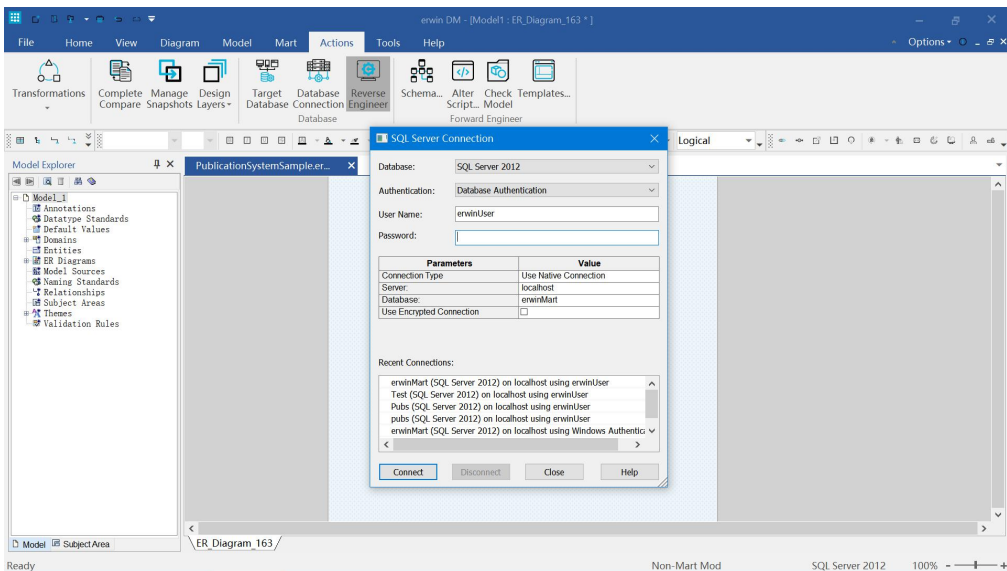 erwin DM - [Model1 : ER_Diagram_163 * ]
File Home View Diagram Model Mart Actions Tools Help Options
Transformations
Complete Compare
Manage Snapshots
Design Layers
Target Database
Database Connection
Reverse Engineer
Database
Schema...
Alter Script...
Check Model
Templates...
Forward Engineer
Logical
Model Explorer
PublicationSystemSample.er...
Model_1
Annotations
Datatype Standards
Default Values
Domains
Entities
ER Diagrams
Model Sources
Naming Standards
Relationships
Subject Areas
Themes
Validation Rules
Model Subject Area
SQL Server Connection
Database: SQL Server 2012
Authentication: Database Authentication
User Name: erwinUser
Password:
Parameters Value
Connection Type Use Native Connection
Server: localhost
Database: erwinMart
Use Encrypted Connection
Recent Connections:
erwinMart (SQL Server 2012) on localhost using erwinUser
Test (SQL Server 2012) on localhost using erwinUser
Pubs (SQL Server 2012) on localhost using erwinUser
pubs (SQL Server 2012) on localhost using erwinUser
erwinMart (SQL Server 2012) on localhost using Windows Authentic
Connect Disconnect Close Help
ER_Diagram_163
Ready Non-Mart Mod SQL Server 2012 100%